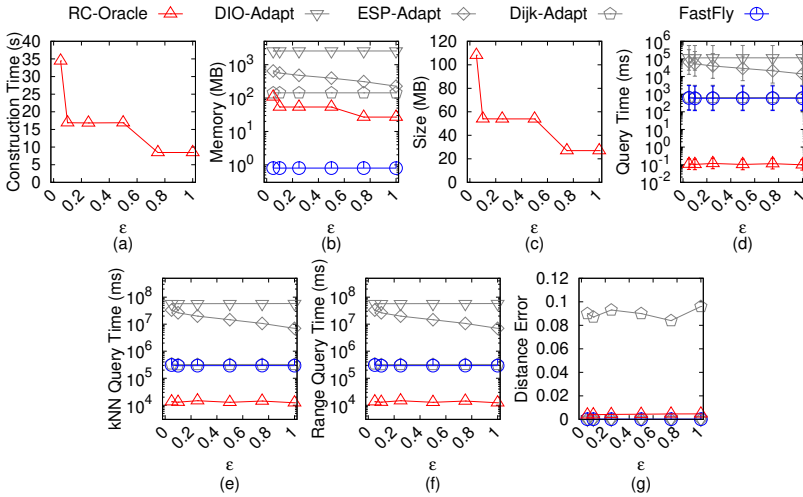 RC-Oracle DIO-Adapt ESP-Adapt Dijk-Adapt FastFly
Construction Time (s)
40
35
30
25
20
15
10
5
0
0 0.2 0.4 0.6 0.8 1
ε
(a)
Memory (MB)
10^3
10^2
10^1
10^0
0 0.2 0.4 0.6 0.8 1
ε
(b)
Size (MB)
120
100
80
60
40
20
0
0 0.2 0.4 0.6 0.8 1
ε
(c)
Query Time (ms)
10^6
10^5
10^4
10^3
10^2
10^1
10^0
10^-1
10^-2
0 0.2 0.4 0.6 0.8 1
ε
(d)
kNN Query Time (ms)
10^8
10^7
10^6
10^5
10^4
0 0.2 0.4 0.6 0.8 1
ε
(e)
Range Query Time (ms)
10^8
10^7
10^6
10^5
10^4
0 0.2 0.4 0.6 0.8 1
ε
(f)
Distance Error
0.12
0.1
0.08
0.06
0.04
0.02
0
0 0.2 0.4 0.6 0.8 1
ε
(g)